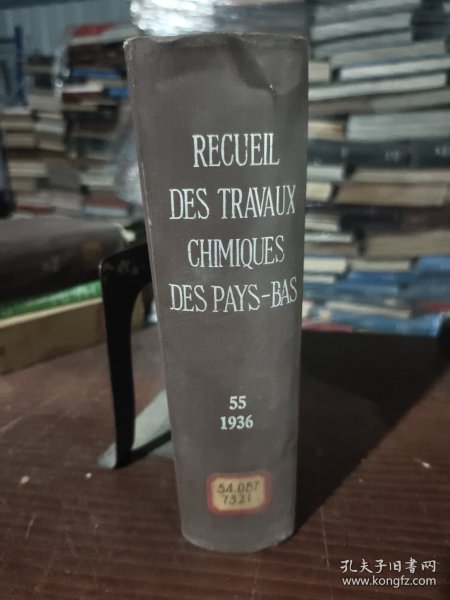 RECUEIL
DES TRAVAUX
CHIMIQUES
DES PAYS-BAS
55
1936
54.087
7521
孔夫子旧书网
www.kongfz.com